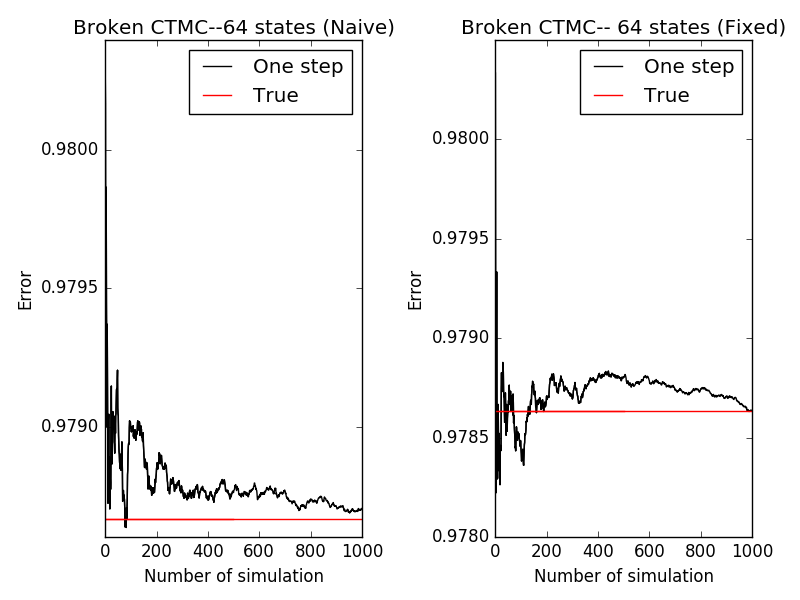 Broken CTMC--64 states (Naive)
One step
True
0.9800
0.9795
0.9790
Error
0 200 400 600 800 1000
Number of simulation
Broken CTMC-- 64 states (Fixed)
One step
True
0.9800
0.9795
0.9790
0.9785
0.9780
Error
0 200 400 600 800 1000
Number of simulation